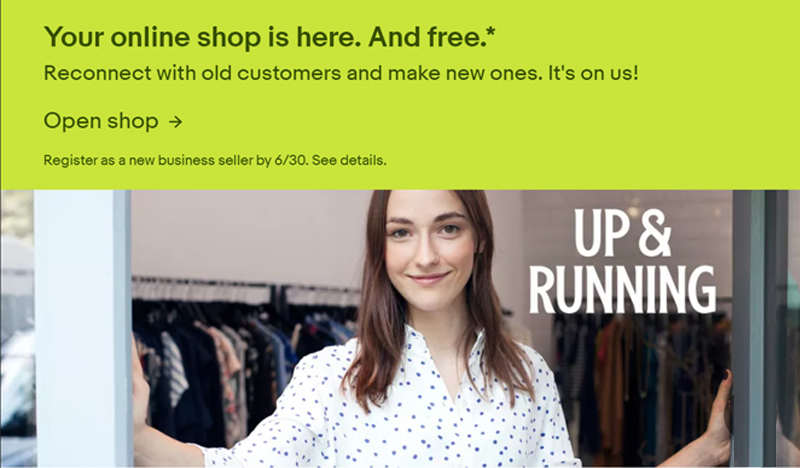 Your online shop is here. And free.*
Reconnect with old customers and make new ones. It's on us!
Open shop →
Register as a new business seller by 6/30. See details.
UP &
RUNNING